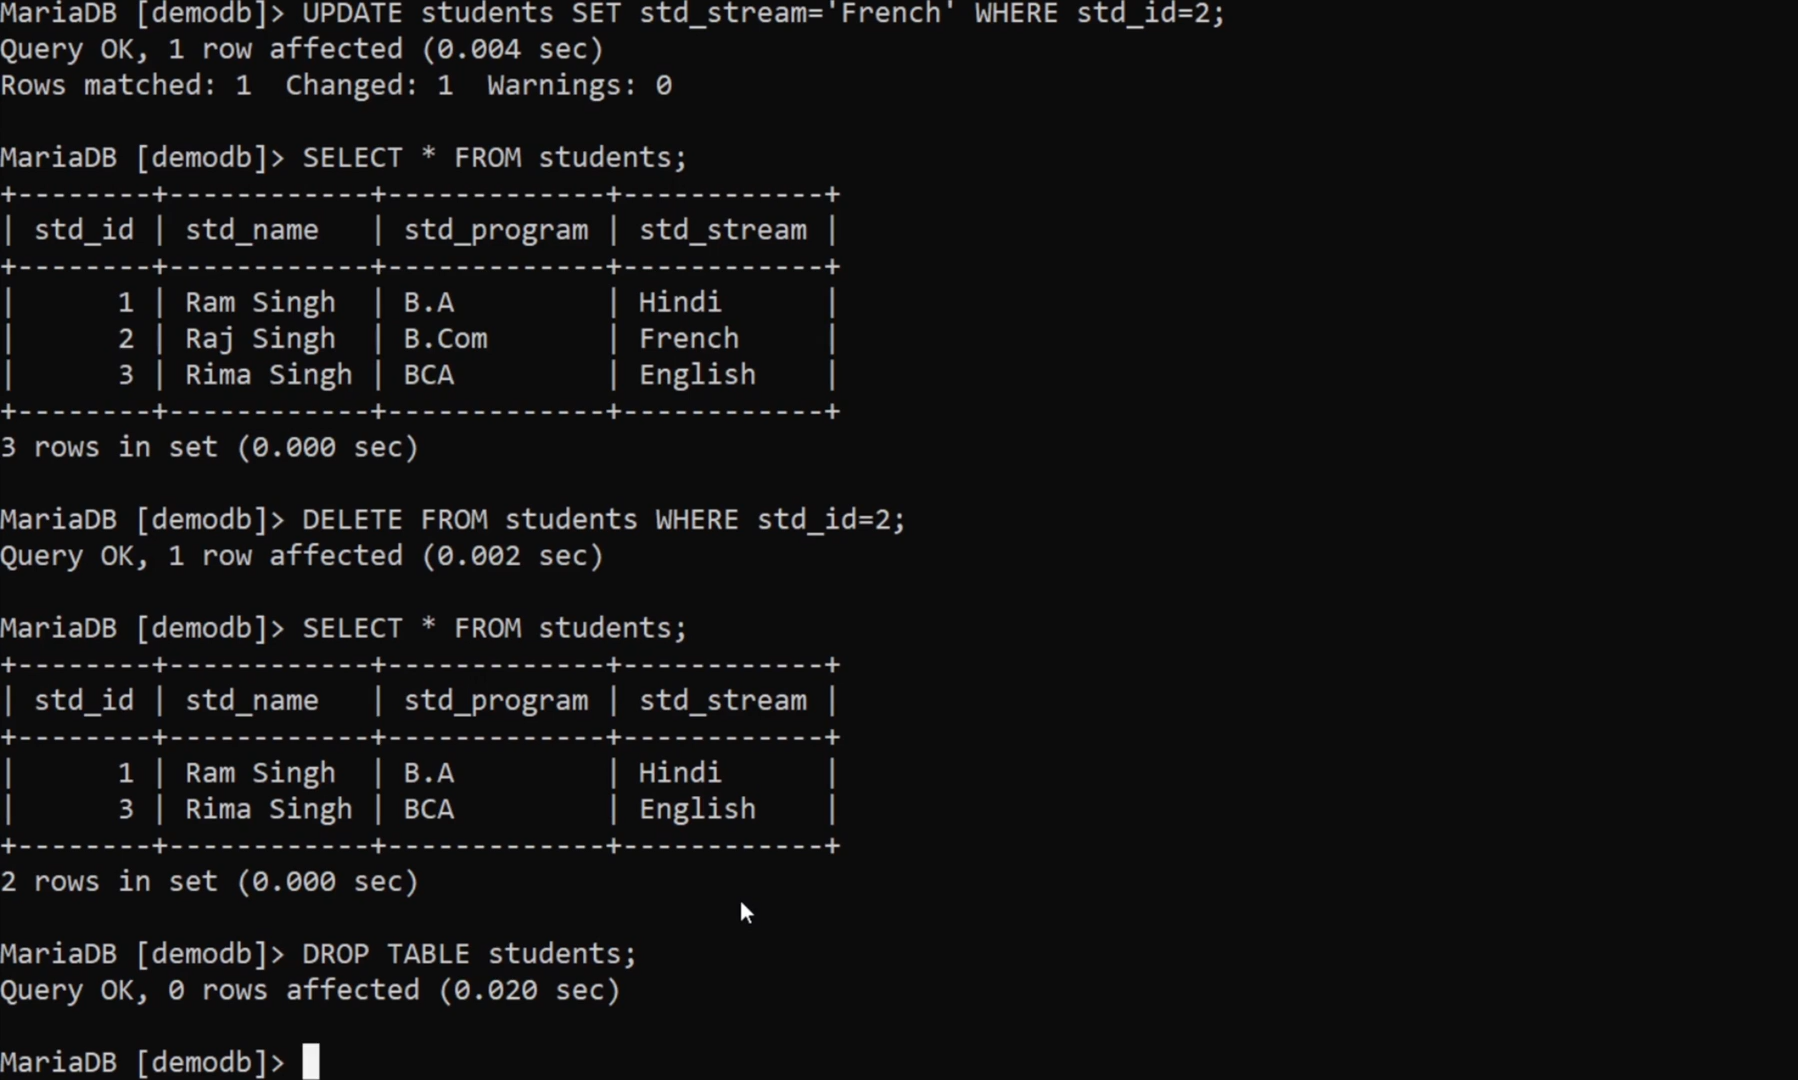 MariaDB [demodb]> UPDATE students SET std_stream='French' WHERE std_id=2;
Query OK, 1 row affected (0.004 sec)
Rows matched: 1  Changed: 1  Warnings: 0

MariaDB [demodb]> SELECT * FROM students;
+--------+------------+-------------+------------+
| std_id | std_name   | std_program | std_stream |
+--------+------------+-------------+------------+
|      1 | Ram Singh  | B.A         | Hindi      |
|      2 | Raj Singh  | B.Com       | French     |
|      3 | Rima Singh | BCA         | English    |
+--------+------------+-------------+------------+
3 rows in set (0.000 sec)

MariaDB [demodb]> DELETE FROM students WHERE std_id=2;
Query OK, 1 row affected (0.002 sec)

MariaDB [demodb]> SELECT * FROM students;
+--------+------------+-------------+------------+
| std_id | std_name   | std_program | std_stream |
+--------+------------+-------------+------------+
|      1 | Ram Singh  | B.A         | Hindi      |
|      3 | Rima Singh | BCA         | English    |
+--------+------------+-------------+------------+
2 rows in set (0.000 sec)

MariaDB [demodb]> DROP TABLE students;
Query OK, 0 rows affected (0.020 sec)

MariaDB [demodb]>